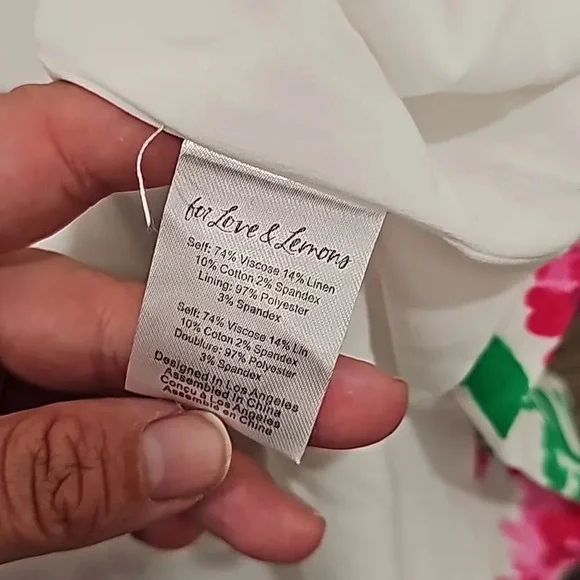 for Love & Lemons
Self: 74% Viscose 14% Linen
10% Cotton 2% Spandex
Lining: 97% Polyester
3% Spandex
Self: 74% Viscose 14% Lin
10% Coton 2% Spandex
Doublure: 97% Polyester
3% Spandex
Designed in Los Angeles
Assembled in China
Conçu à Los Angeles
Assemblé en Chine